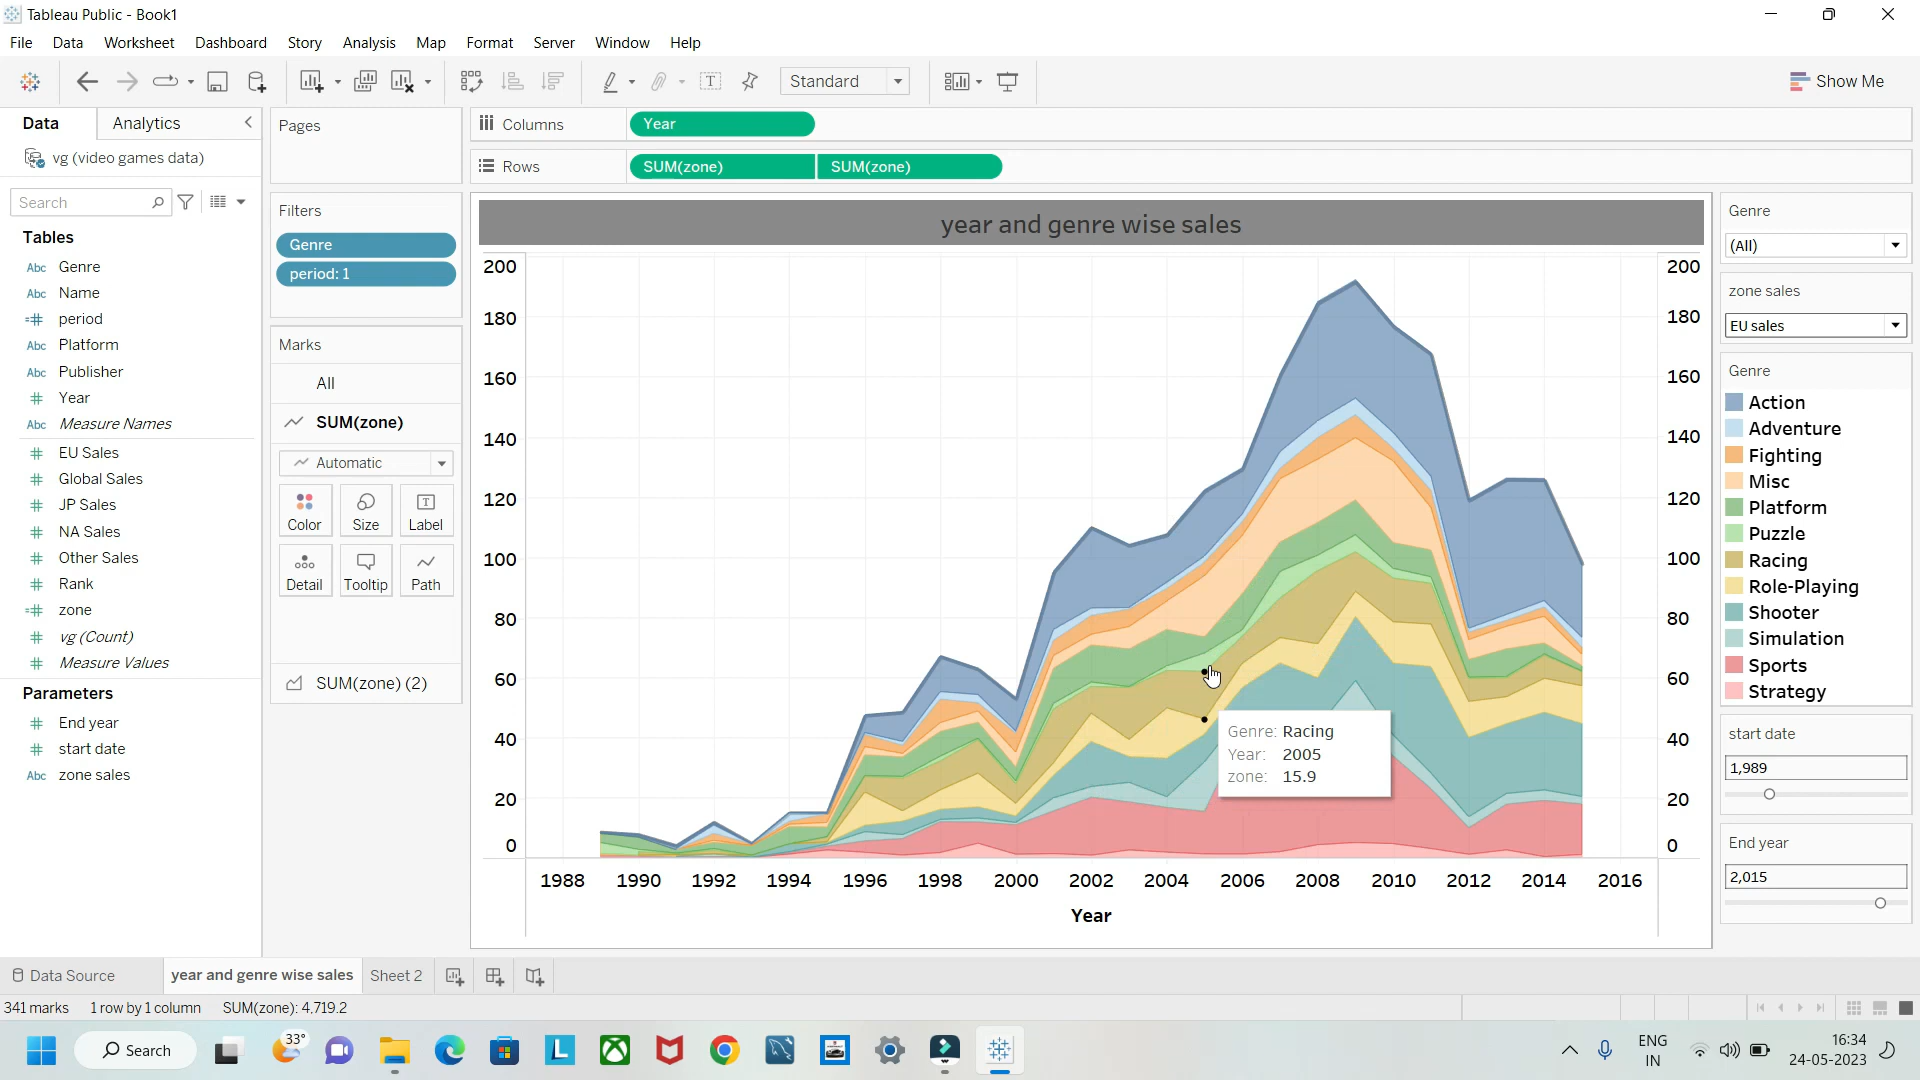 Tableau Public - Book1
File Data Worksheet Dashboard Story Analysis Map Format Server Window Help
Standard
Show Me
Data Analytics
vg (video games data)
Search
Tables
Abc Genre
Abc Name
=# period
Abc Platform
Abc Publisher
# Year
Abc Measure Names
# EU Sales
# Global Sales
# JP Sales
# NA Sales
# Other Sales
# Rank
=# zone
# vg (Count)
# Measure Values
Parameters
# End year
# start date
Abc zone sales
Pages
Filters
Genre
period: 1
Marks
All
SUM(zone)
Automatic
Color Size Label
Detail Tooltip Path
SUM(zone) (2)
Columns Year
Rows SUM(zone) SUM(zone)
year and genre wise sales
200 200
180 180
160 160
140 140
120 120
100 100
80 80
60 60
40 40
20 20
0 0
Genre: Racing
Year: 2005
zone: 15.9
1988 1990 1992 1994 1996 1998 2000 2002 2004 2006 2008 2010 2012 2014 2016
Year
Genre
(All)
zone sales
EU sales
Genre
Action
Adventure
Fighting
Misc
Platform
Puzzle
Racing
Role-Playing
Shooter
Simulation
Sports
Strategy
start date
1,989
End year
2,015
Data Source year and genre wise sales Sheet 2
341 marks 1 row by 1 column SUM(zone): 4,719.2
Search
33°
L
ENG
IN
16:34
24-05-2023